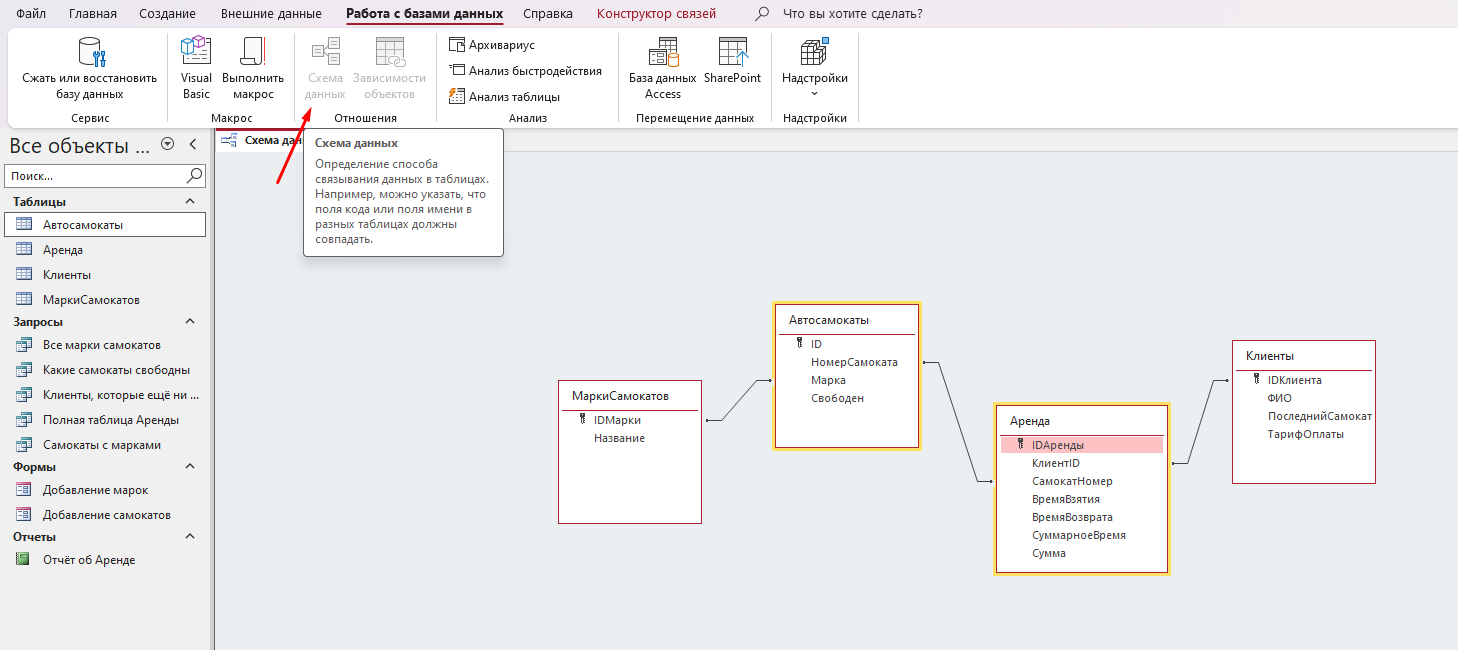 Файл Главная Создание Внешние данные Работа с базами данных Справка Конструктор связей Что вы хотите сделать?
Сжать или восстановить
базу данных
Сервис
Visual
Basic
Выполнить
макрос
Макрос
Схема
данных
Зависимости
объектов
Отношения
Архивариус
Анализ быстродействия
Анализ таблицы
Анализ
База данных
Access
SharePoint
Перемещение данных
Надстройки
Надстройки
Все объекты ...
Поиск...
Таблицы
Автосамокаты
Аренда
Клиенты
МаркиСамокатов
Запросы
Все марки самокатов
Какие самокаты свободны
Клиенты, которые ещё ни ...
Полная таблица Аренды
Самокаты с марками
Формы
Добавление марок
Добавление самокатов
Отчеты
Отчёт об Аренде
Схема дан
Схема данных
Определение способа
связывания данных в таблицах.
Например, можно указать, что
поля кода или поля имени в
разных таблицах должны
совпадать.
МаркиСамокатов
IDМарки
Название
Автосамокаты
ID
НомерСамоката
Марка
Свободен
Аренда
IDАренды
КлиентID
СамокатНомер
ВремяВзятия
ВремяВозврата
СуммарноеВремя
Сумма
Клиенты
IDКлиента
ФИО
ПоследнийСамокат
ТарифОплаты